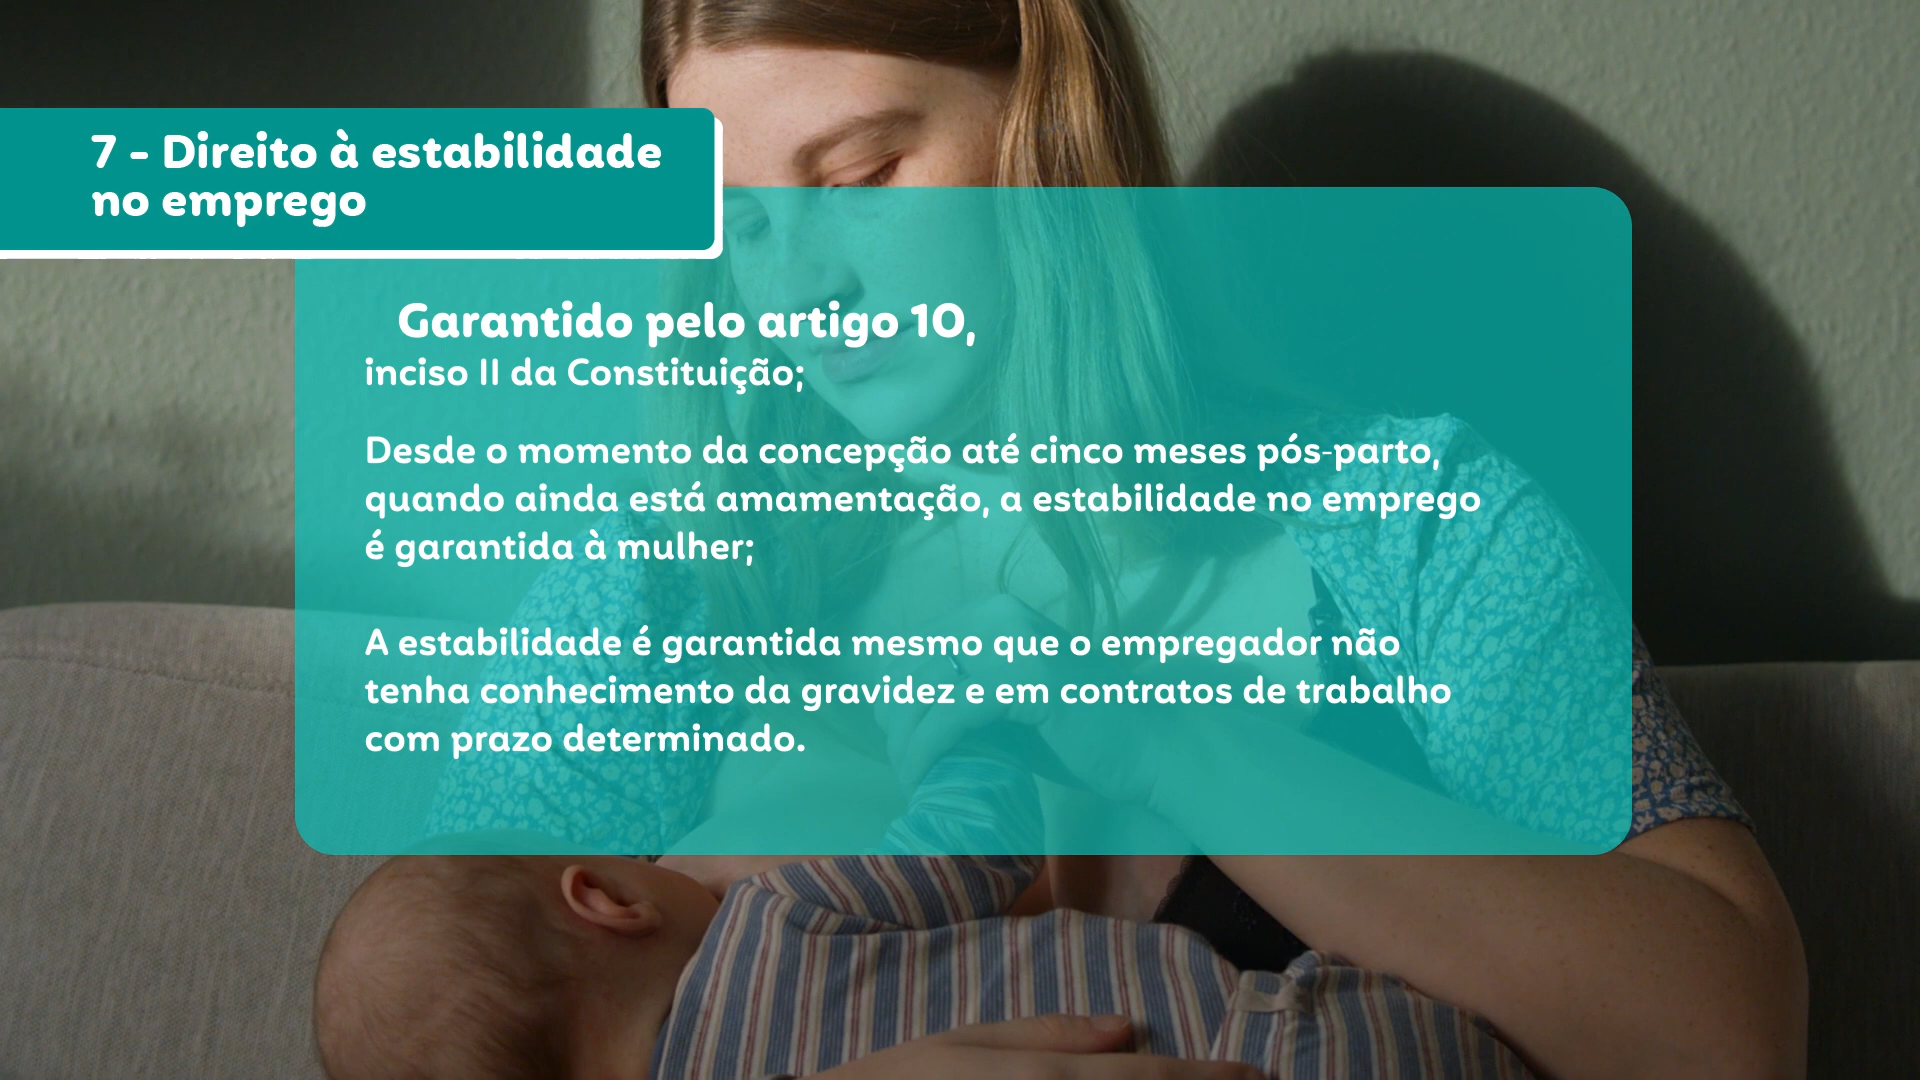 7 - Direito à estabilidade
no emprego
Garantido pelo artigo 10,
inciso II da Constituição;
Desde o momento da concepção até cinco meses pós-parto,
quando ainda está amamentação, a estabilidade no emprego
é garantida à mulher;
A estabilidade é garantida mesmo que o empregador não
tenha conhecimento da gravidez e em contratos de trabalho
com prazo determinado.